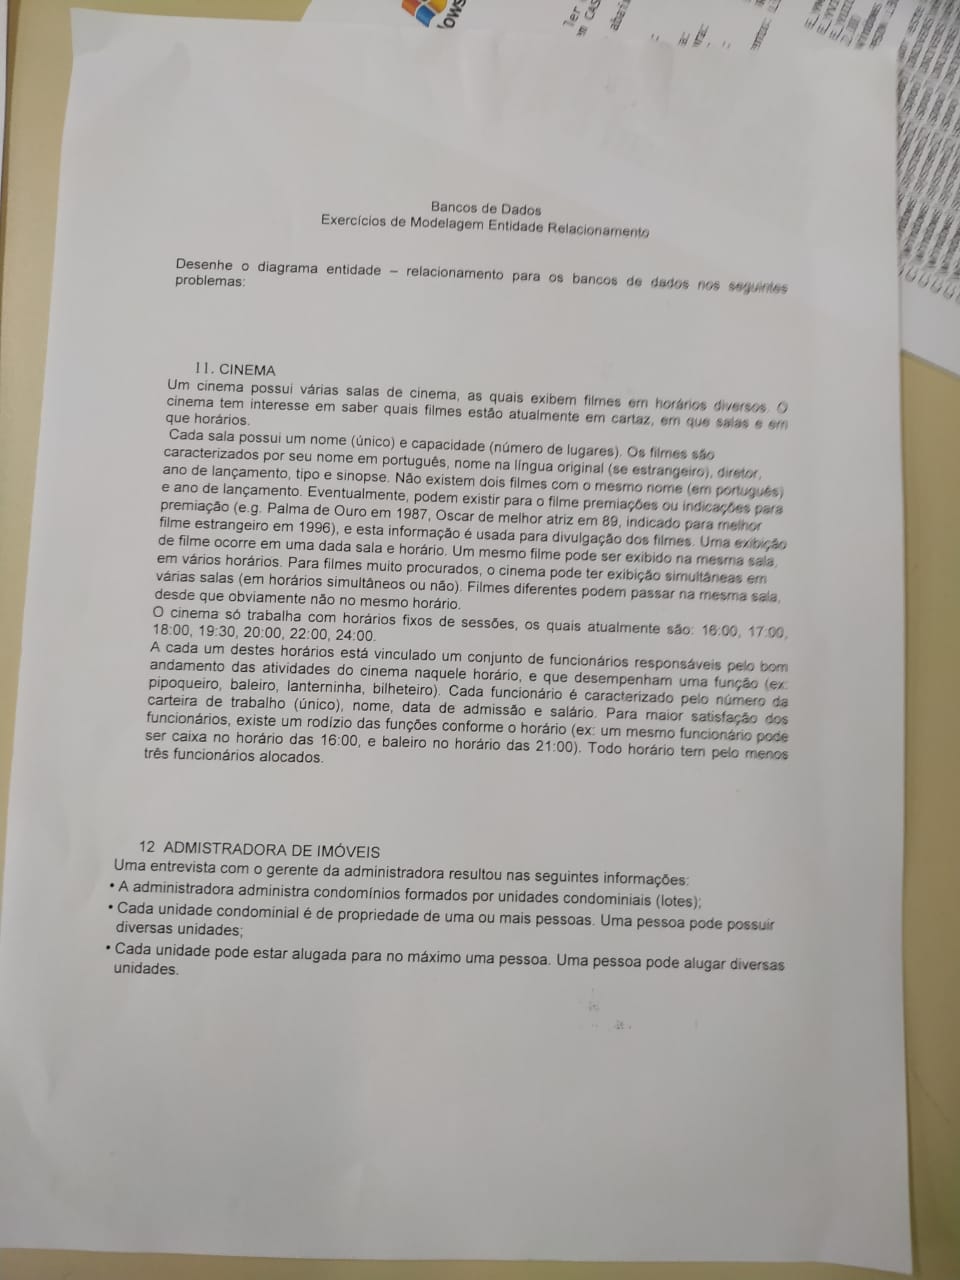 lows
ler
m CAS
abaix
Bancos de Dados
Exercícios de Modelagem Entidade Relacionamento
Desenhe o diagrama entidade – relacionamento para os bancos de dados nos seguintes
problemas:
11. CINEMA
Um cinema possui várias salas de cinema, as quais exibem filmes em horários diversos. O
cinema tem interesse em saber quais filmes estão atualmente em cartaz, em que salas e em
que horários.
Cada sala possui um nome (único) e capacidade (número de lugares). Os filmes são
caracterizados por seu nome em português, nome na língua original (se estrangeiro), diretor,
ano de lançamento, tipo e sinopse. Não existem dois filmes com o mesmo nome (em português)
e ano de lançamento. Eventualmente, podem existir para o filme premiações ou indicações para
premiação (e.g. Palma de Ouro em 1987, Oscar de melhor atriz em 89, indicado para melhor
filme estrangeiro em 1996), e esta informação é usada para divulgação dos filmes. Uma exibição
de filme ocorre em uma dada sala e horário. Um mesmo filme pode ser exibido na mesma sala,
em vários horários. Para filmes muito procurados, o cinema pode ter exibição simultâneas em
várias salas (em horários simultâneos ou não). Filmes diferentes podem passar na mesma sala,
desde que obviamente não no mesmo horário.
O cinema só trabalha com horários fixos de sessões, os quais atualmente são: 16:00, 17:00,
18:00, 19:30, 20:00, 22:00, 24:00.
A cada um destes horários está vinculado um conjunto de funcionários responsáveis pelo bom
andamento das atividades do cinema naquele horário, e que desempenham uma função (ex:
pipoqueiro, baleiro, lanterninha, bilheteiro). Cada funcionário é caracterizado pelo número da
carteira de trabalho (único), nome, data de admissão e salário. Para maior satisfação dos
funcionários, existe um rodízio das funções conforme o horário (ex: um mesmo funcionário pode
ser caixa no horário das 16:00, e baleiro no horário das 21:00). Todo horário tem pelo menos
três funcionários alocados.
12 ADMISTRADORA DE IMÓVEIS
Uma entrevista com o gerente da administradora resultou nas seguintes informações:
• A administradora administra condomínios formados por unidades condominiais (lotes);
• Cada unidade condominial é de propriedade de uma ou mais pessoas. Uma pessoa pode possuir
diversas unidades;
• Cada unidade pode estar alugada para no máximo uma pessoa. Uma pessoa pode alugar diversas
unidades.